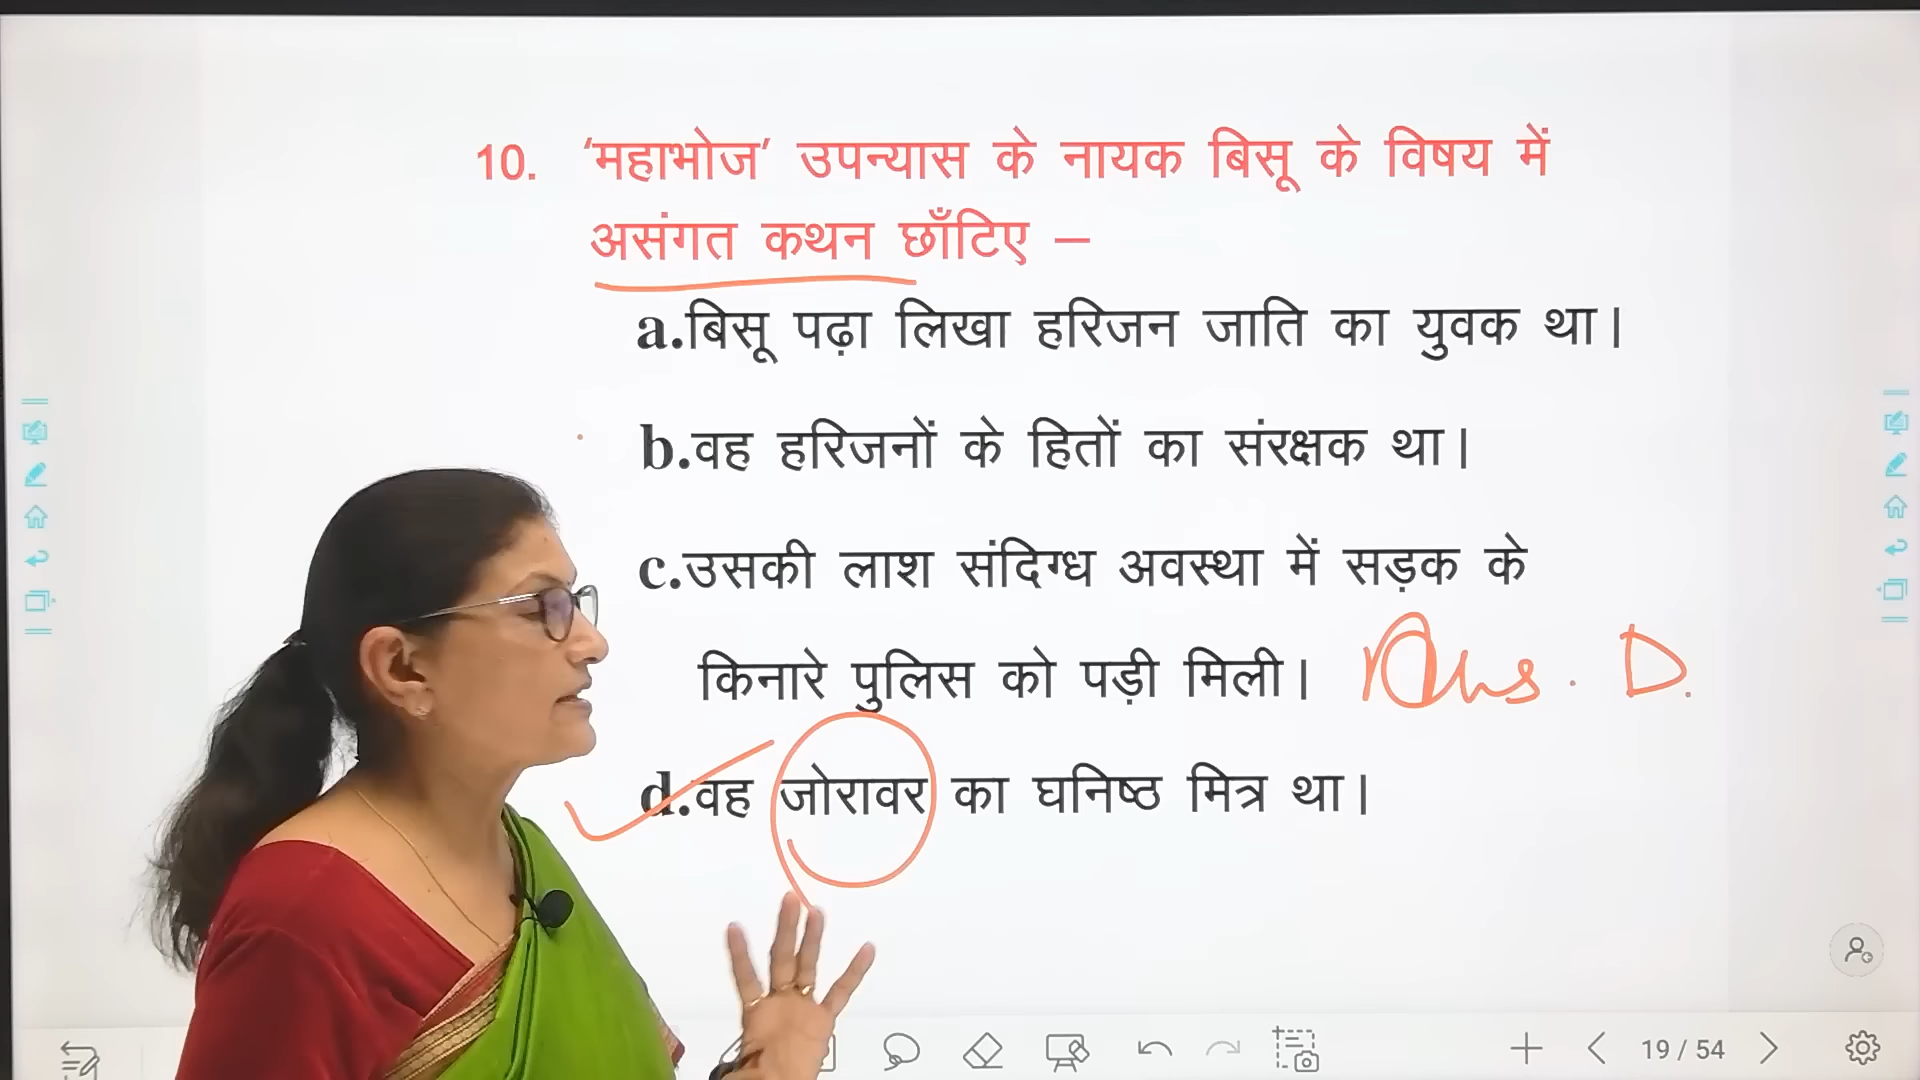 10. ‘महाभोज’ उपन्यास के नायक बिसू के विषय में
असंगत कथन छाँटिए –
a.बिसू पढ़ा लिखा हरिजन जाति का युवक था।
b.वह हरिजनों के हितों का संरक्षक था।
c.उसकी लाश संदिग्ध अवस्था में सड़क के
किनारे पुलिस को पड़ी मिली।
Ans. D.
d.वह जोरावर का घनिष्ठ मित्र था।
19 / 54